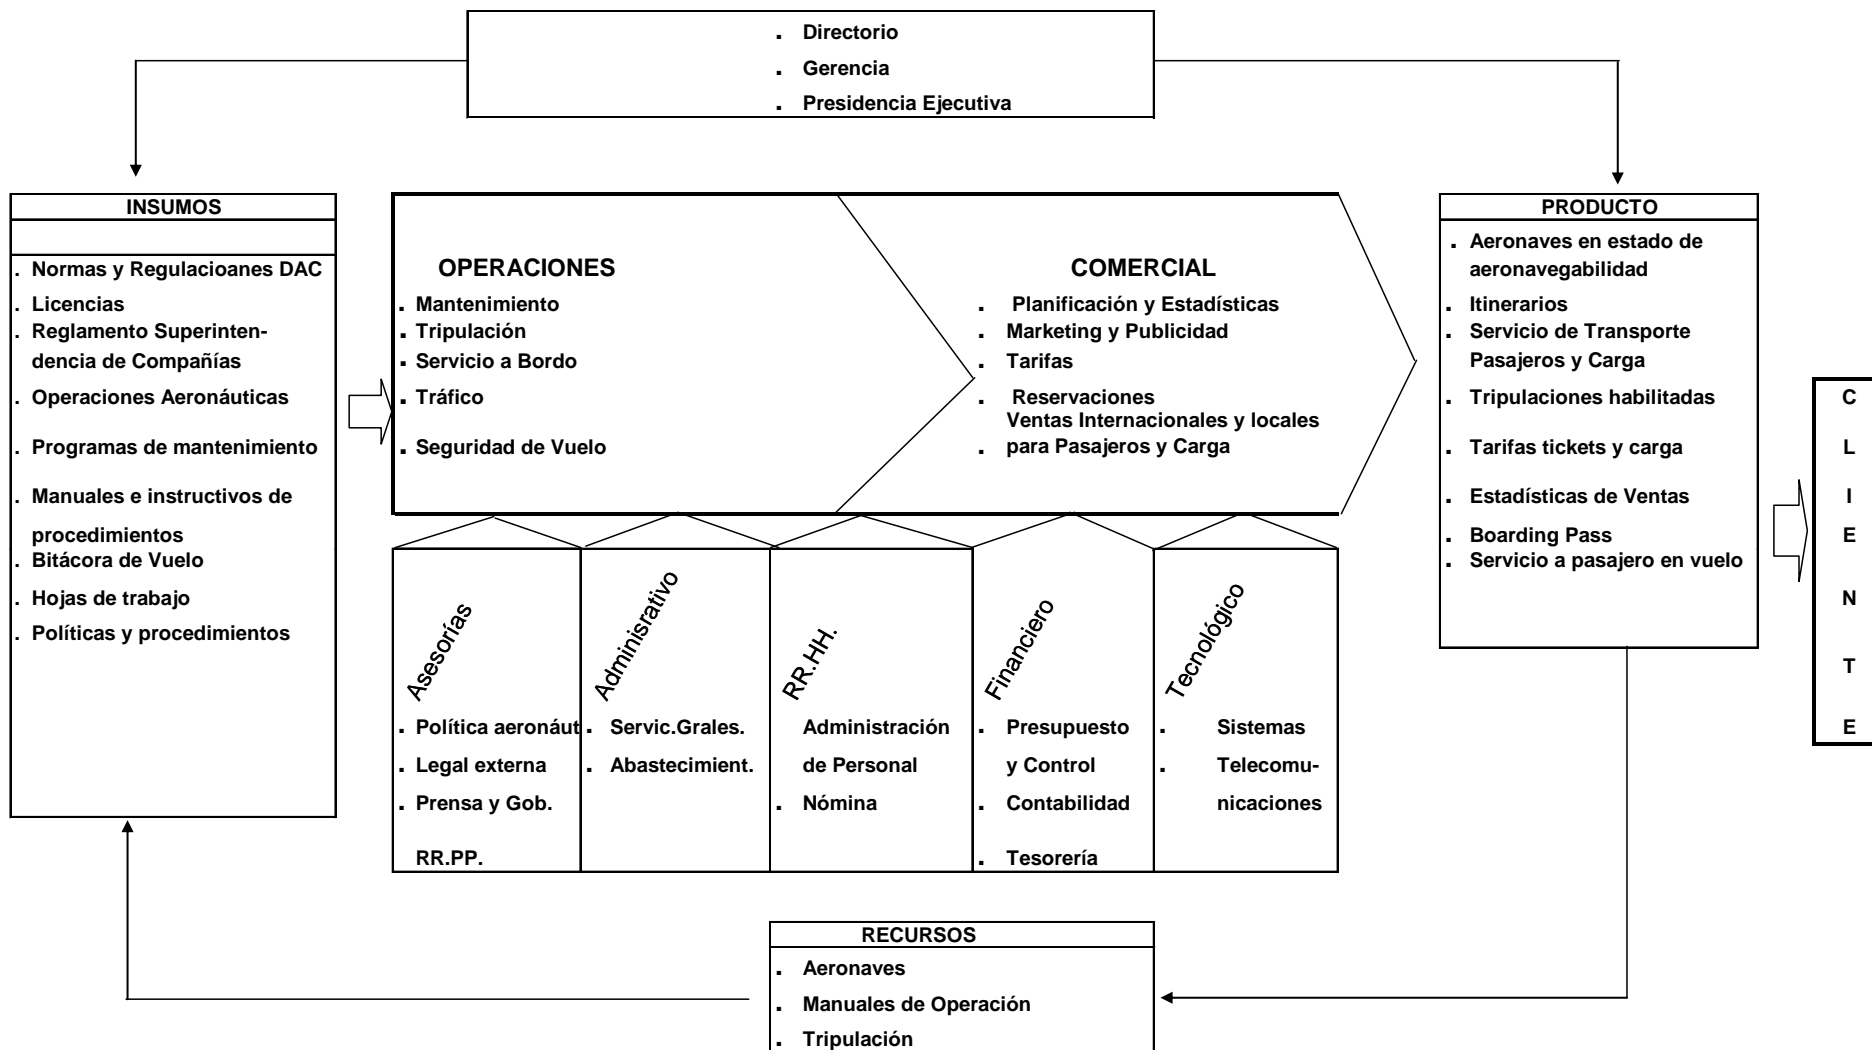 . Directorio
. Gerencia
. Presidencia Ejecutiva
INSUMOS
. Normas y Regulacioanes DAC
. Licencias
. Reglamento Superinten-
dencia de Compañías
. Operaciones Aeronáuticas
. Programas de mantenimiento
. Manuales e instructivos de
procedimientos
. Bitácora de Vuelo
. Hojas de trabajo
. Políticas y procedimientos
OPERACIONES
. Mantenimiento
. Tripulación
. Servicio a Bordo
. Tráfico
. Seguridad de Vuelo
COMERCIAL
. Planificación y Estadísticas
. Marketing y Publicidad
. Tarifas
. Reservaciones
Ventas Internacionales y locales
. para Pasajeros y Carga
PRODUCTO
. Aeronaves en estado de
aeronavegabilidad
. Itinerarios
. Servicio de Transporte
Pasajeros y Carga
. Tripulaciones habilitadas
. Tarifas tickets y carga
. Estadísticas de Ventas
. Boarding Pass
. Servicio a pasajero en vuelo
C
L
I
E
N
T
E
Asesorías
. Política aeronáut
. Legal externa
. Prensa y Gob.
RR.PP.
Adminisrativo
. Servic.Grales.
. Abastecimient.
RR.HH.
Administración
de Personal
. Nómina
Financiero
. Presupuesto
y Control
. Contabilidad
. Tesorería
Tecnológico
. Sistemas
. Telecomu-
nicaciones
RECURSOS
. Aeronaves
. Manuales de Operación
. Tripulación